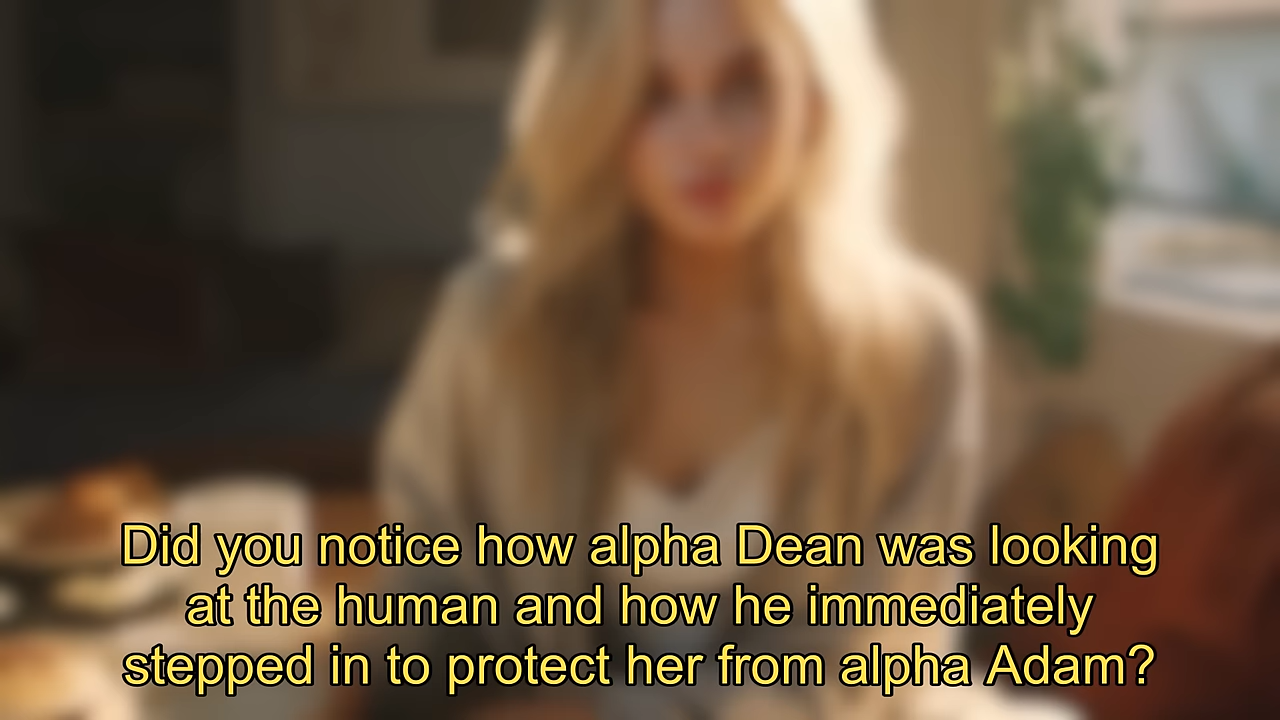 Did you notice how alpha Dean was looking
at the human and how he immediately
stepped in to protect her from alpha Adam?